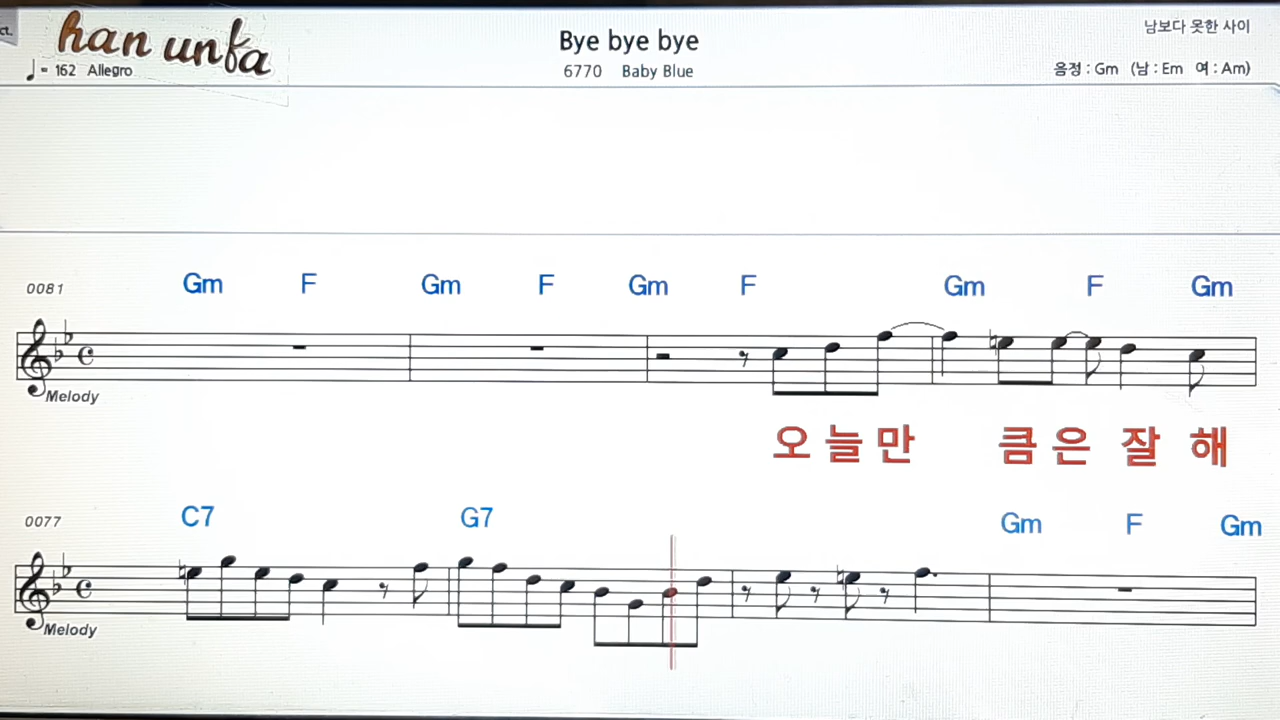 ct.
han unfa
♩= 162 Allegro
Bye bye bye
6770 Baby Blue
남보다 못한 사이
음정 : Gm (남 : Em 여 : Am)
0081
Gm F Gm F Gm F Gm F Gm
Melody
오늘만 큼은 잘 해
0077
C7 G7 Gm F Gm
Melody